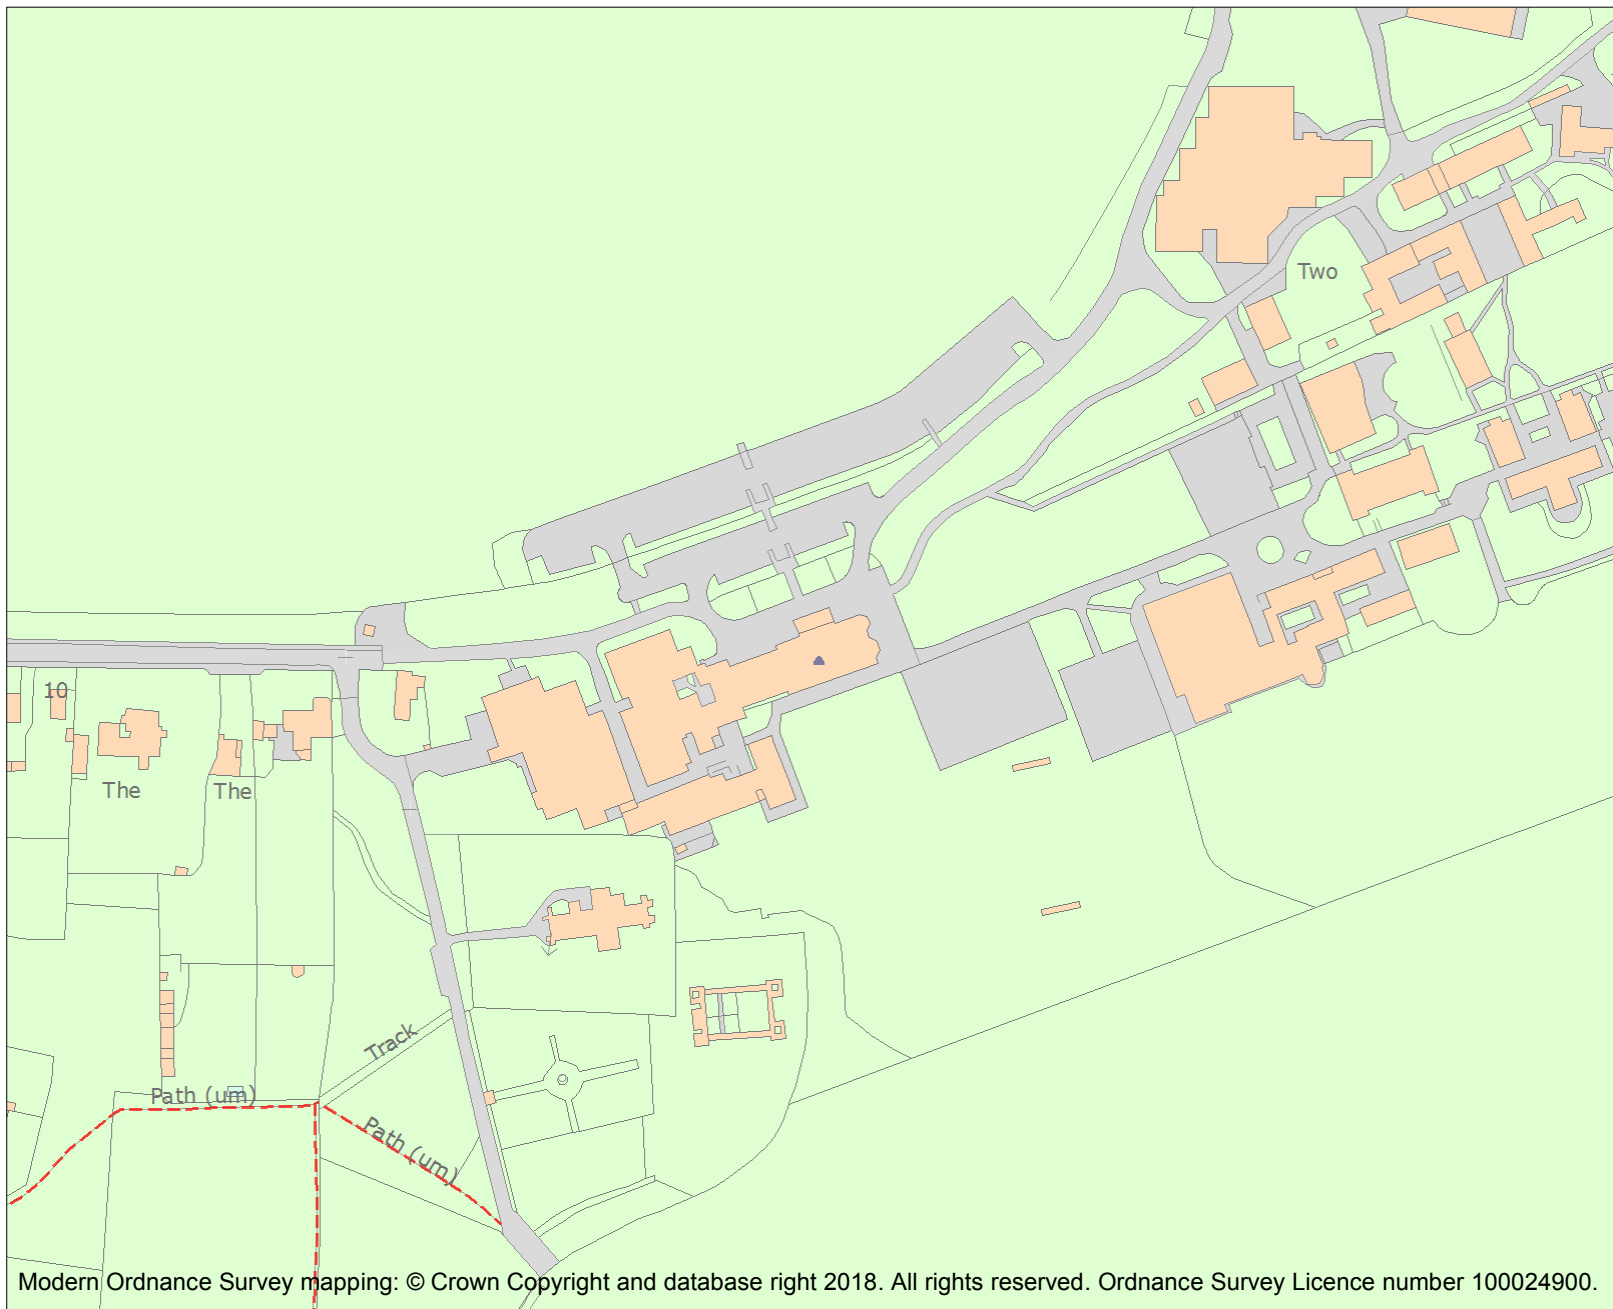 Two
10
The
The
Track
Path (um)
Path (um)
Modern Ordnance Survey mapping: © Crown Copyright and database right 2018. All rights reserved. Ordnance Survey Licence number 100024900.